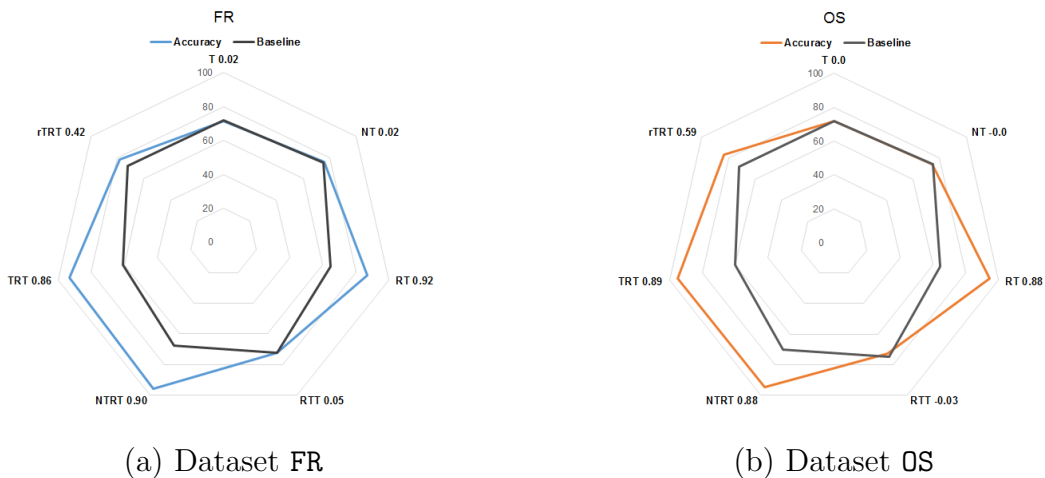 FR
Accuracy Baseline
T 0.02
100
80
60
40
20
0
rTRT 0.42
NT 0.02
TRT 0.86
RT 0.92
NTRT 0.90
RTT 0.05
(a) Dataset FR
OS
Accuracy Baseline
T 0.0
100
80
60
40
20
0
rTRT 0.59
NT -0.0
TRT 0.89
RT 0.88
NTRT 0.88
RTT -0.03
(b) Dataset OS